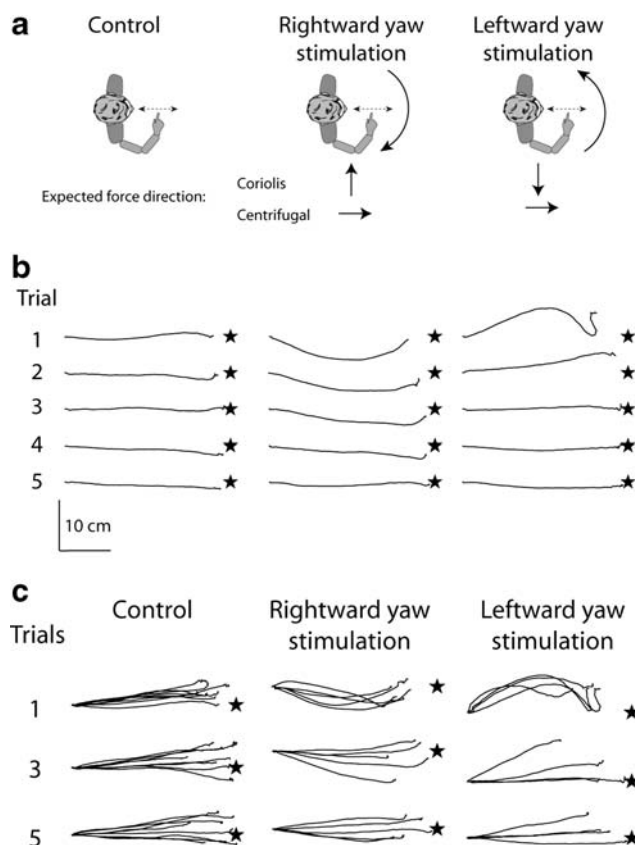 a
Control
Rightward yaw
stimulation
Leftward yaw
stimulation
Expected force direction:
Coriolis
Centrifugal
b
Trial
1
2
3
4
5
10 cm
c
Trials
Control
Rightward yaw
stimulation
Leftward yaw
stimulation
1
3
5